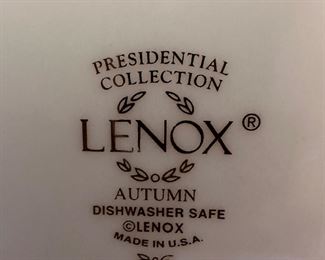 PRESIDENTIAL
COLLECTION
LENOX ®
AUTUMN
DISHWASHER SAFE
©LENOX
MADE IN U.S.A.